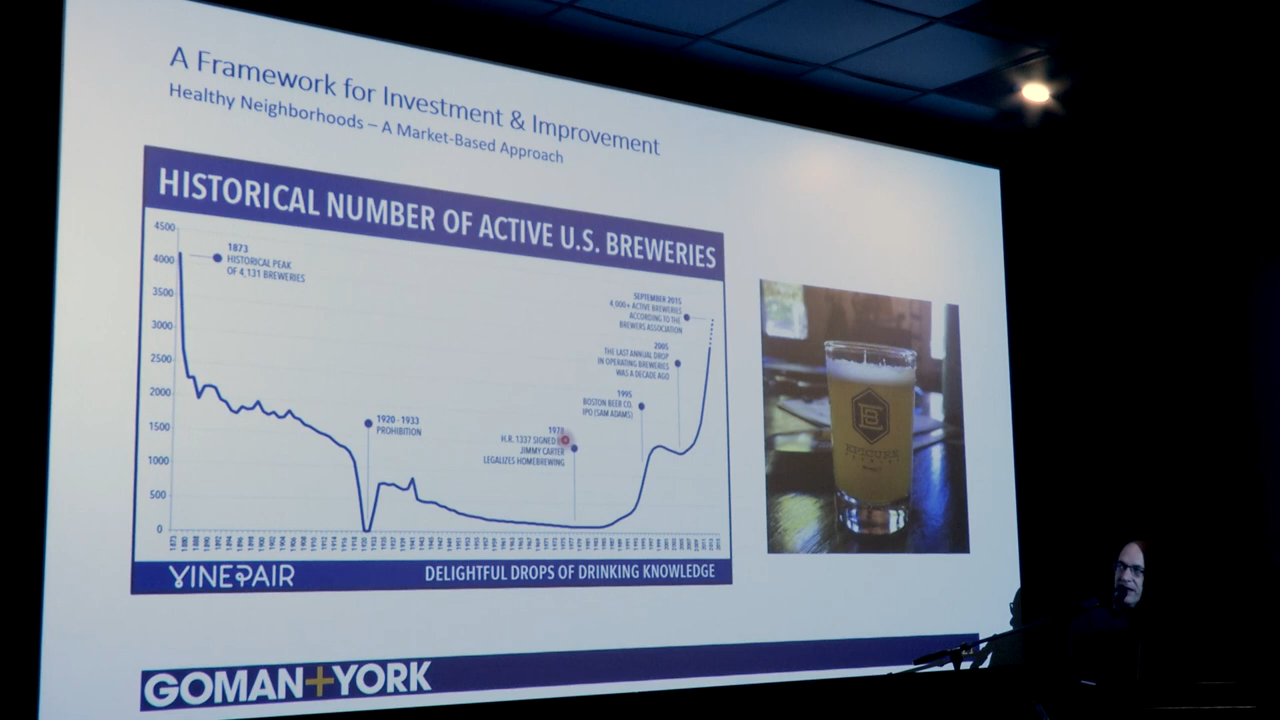 A Framework for Investment & Improvement
Healthy Neighborhoods – A Market-Based Approach
HISTORICAL NUMBER OF ACTIVE U.S. BREWERIES
4500
4000
3500
3000
2500
2000
1500
1000
500
0
1873
HISTORICAL PEAK
OF 4,131 BREWERIES
1920 - 1933
PROHIBITION
H.R. 1337 SIGNED
JIMMY CARTER
LEGALIZES HOMEBREWING
1995
BOSTON BEER CO.
IPO (SAM ADAMS)
2005
THE LAST ANNUAL DROP
IN OPERATING BREWERIES
WAS A DECADE AGO
SEPTEMBER 2015
4,000+ ACTIVE BREWERIES
ACCORDING TO THE
BREWERS ASSOCIATION
VINEPAIR
DELIGHTFUL DROPS OF DRINKING KNOWLEDGE
EPICURE
BREWING
GOMAN+YORK